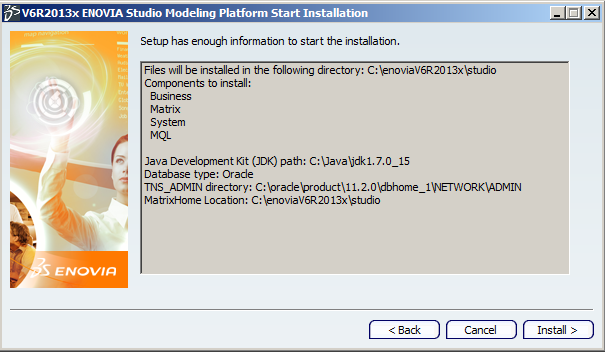 V6R2013x ENOVIA Studio Modeling Platform Start Installation
Setup has enough information to start the installation.
Files will be installed in the following directory: C:\enoviaV6R2013x\studio
Components to install:
Business
Matrix
System
MQL
Java Development Kit (JDK) path: C:\Java\jdk1.7.0_15
Database type: Oracle
TNS_ADMIN directory: C:\oracle\product\11.2.0\dbhome_1\NETWORK\ADMIN
MatrixHome Location: C:\enoviaV6R2013x\studio
ENOVIA
< Back
Cancel
Install >